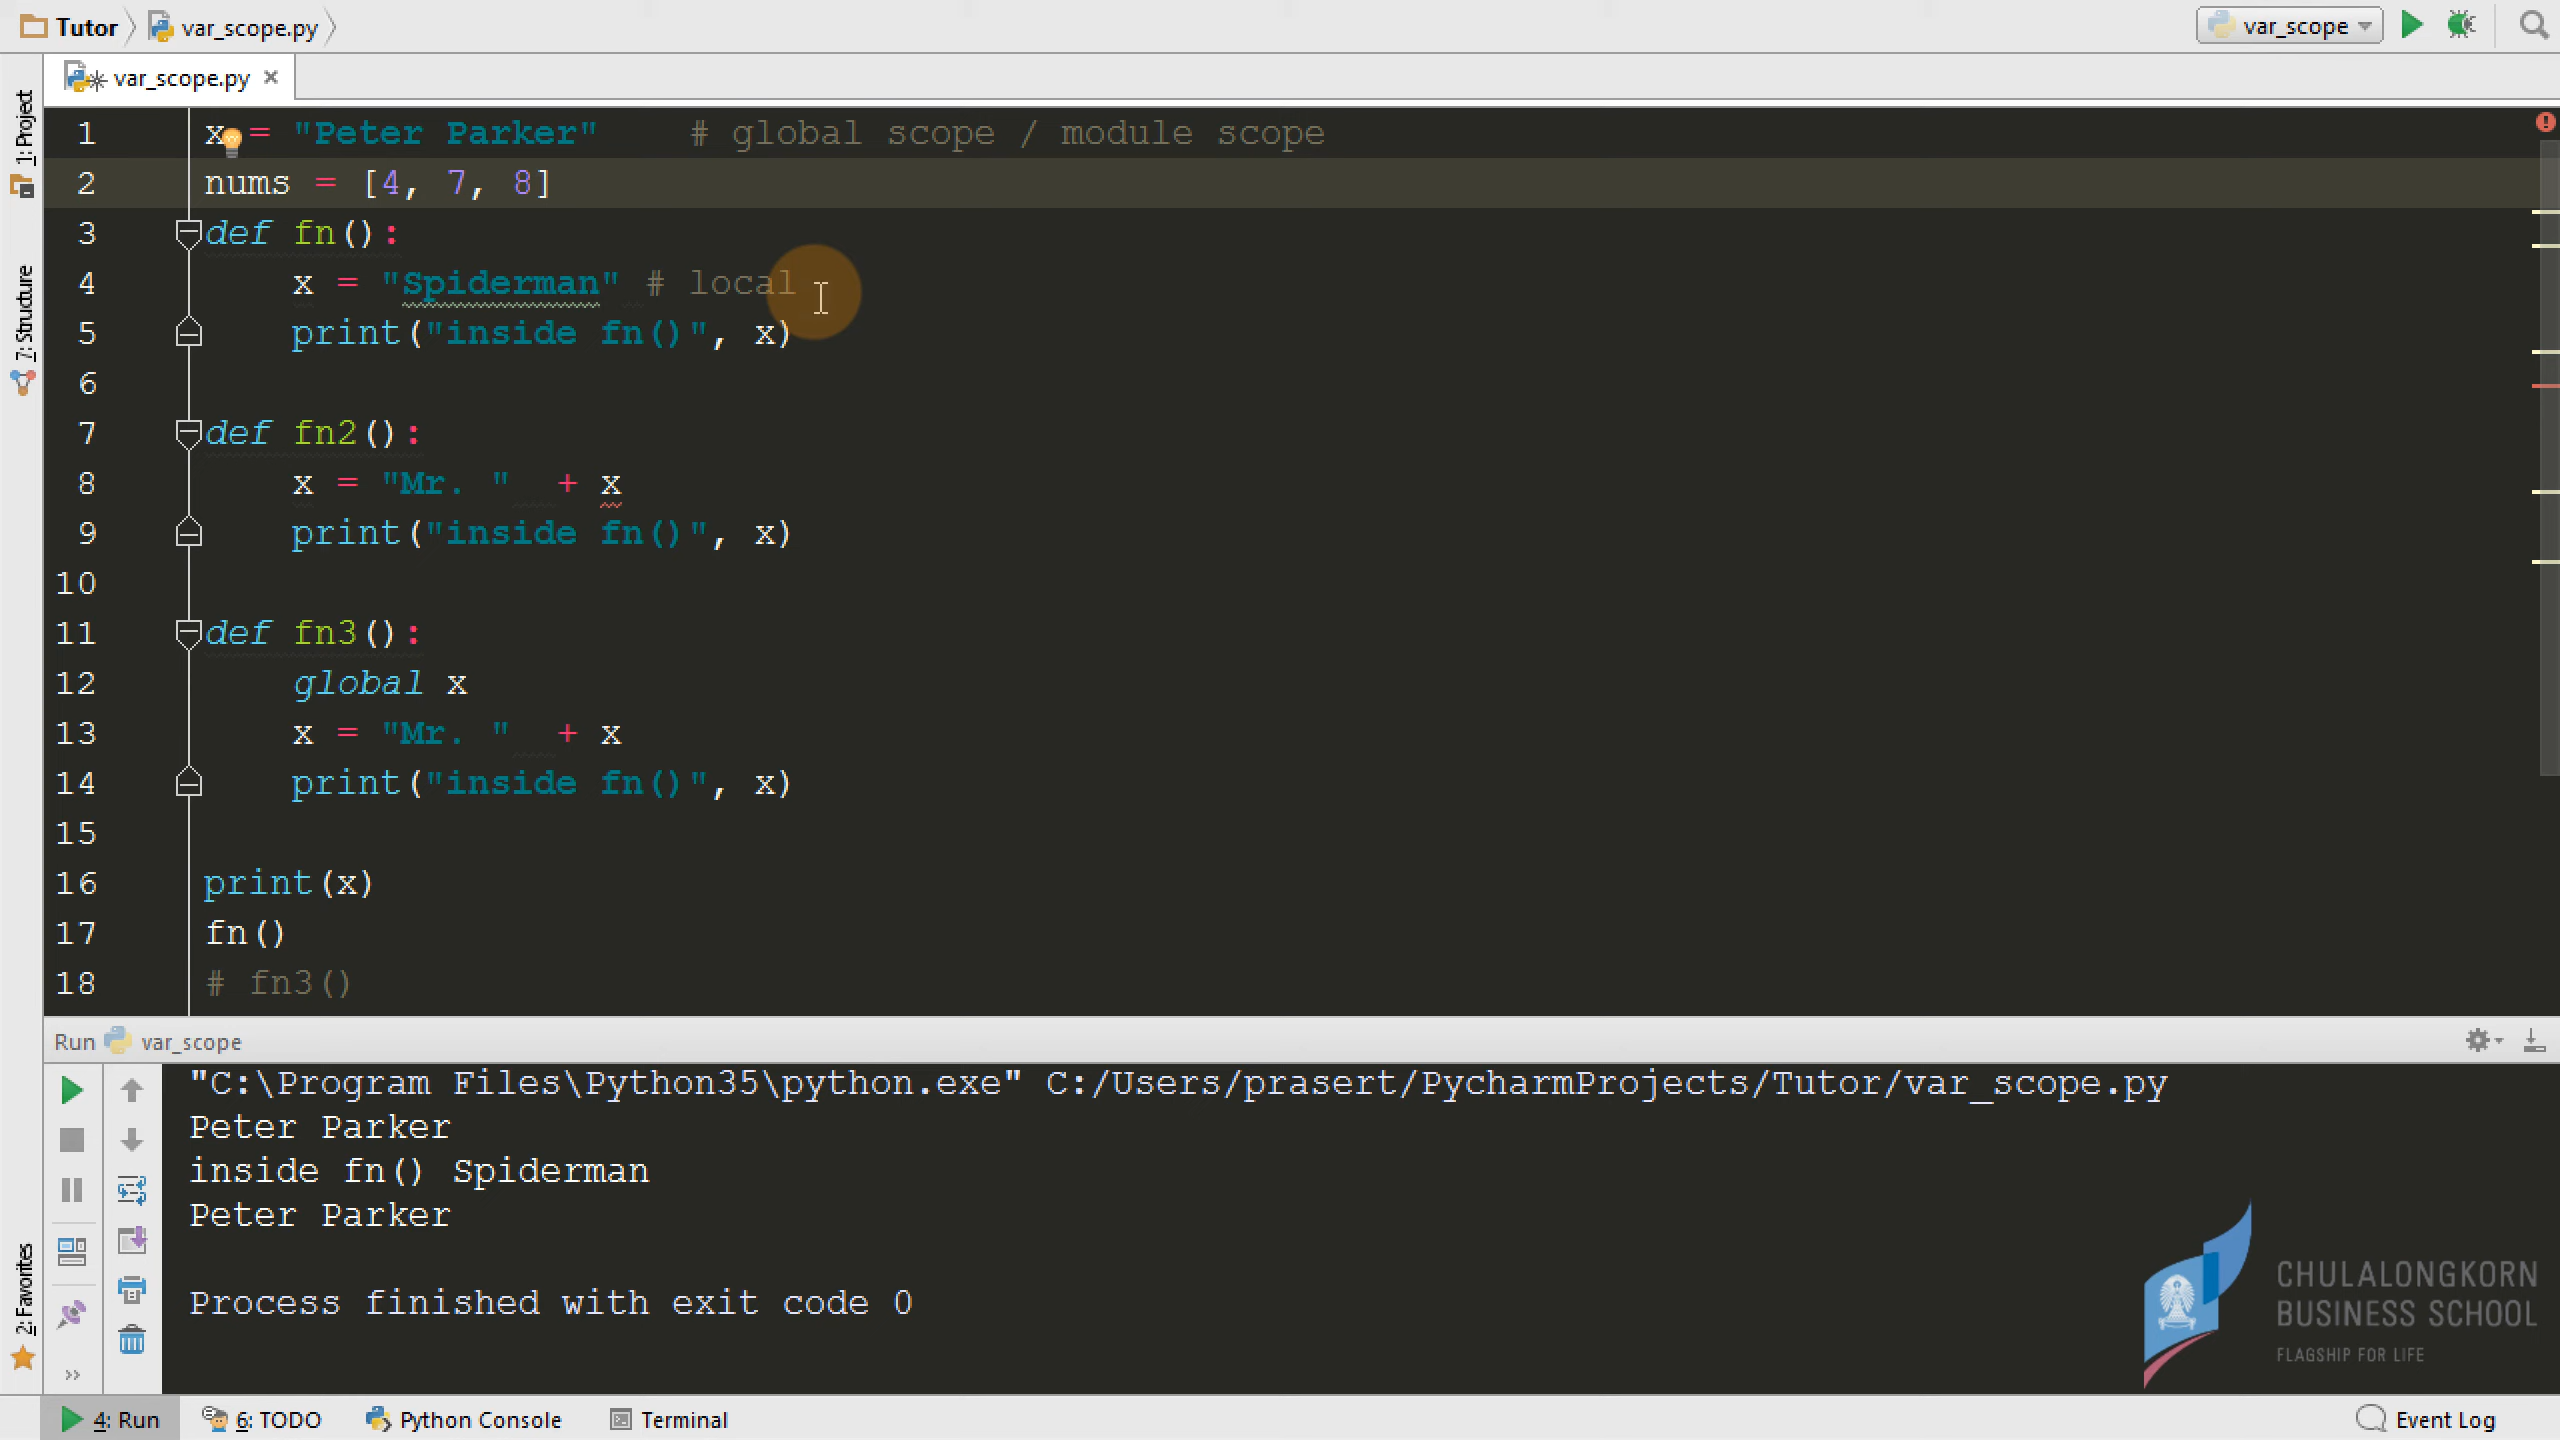 Tutor
var_scope.py
var_scope
var_scope.py
1: Project
7: Structure
2: Favorites
1 x = "Peter Parker"    # global scope / module scope
2 nums = [4, 7, 8]
3 def fn():
4     x = "Spiderman" # local
5     print("inside fn()", x)
6
7 def fn2():
8     x = "Mr. "  + x
9     print("inside fn()", x)
10
11 def fn3():
12     global x
13     x = "Mr. "  + x
14     print("inside fn()", x)
15
16 print(x)
17 fn()
18 # fn3()
Run var_scope
"C:\Program Files\Python35\python.exe" C:/Users/prasert/PycharmProjects/Tutor/var_scope.py
Peter Parker
inside fn() Spiderman
Peter Parker
Process finished with exit code 0
CHULALONGKORN
BUSINESS SCHOOL
FLAGSHIP FOR LIFE
4: Run
6: TODO
Python Console
Terminal
Event Log